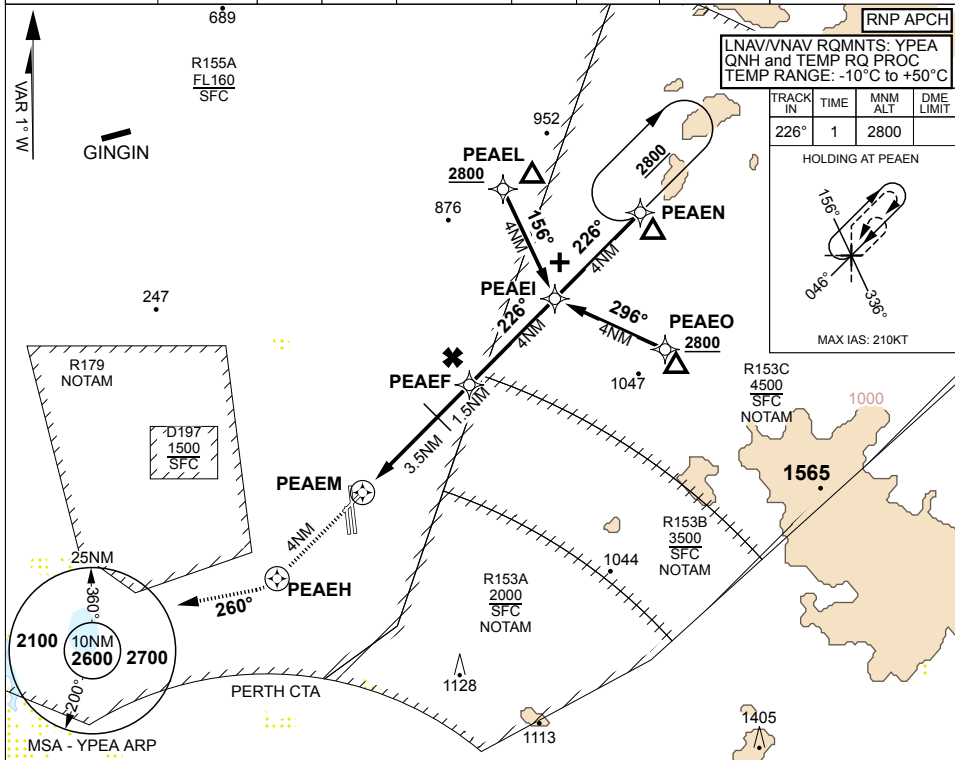 689
RNP APCH
LNAV/VNAV RQMNTS: YPEA
QNH and TEMP RQ PROC
TEMP RANGE: -10°C to +50°C
TRACK IN
TIME
MNM ALT
DME LIMIT
226°
1
2800
HOLDING AT PEAEN
156°
046°
336°
MAX IAS: 210KT
VAR 1° W
R155A
FL160
SFC
GINGIN
952
PEAEL
2800
2800
876
156°
4NM
226°
4NM
PEAEN
PEAEI
247
226°
4NM
296°
4NM
PEAEO
2800
R179
NOTAM
PEAEF
1047
R153C
4500
SFC
NOTAM
1000
D197
1500
SFC
1.5NM
3.5NM
1565
PEAEM
4NM
R153B
3500
SFC
NOTAM
25NM
PEAEH
260°
R153A
2000
SFC
NOTAM
1044
360°
2100
10NM
2600
2700
200°
PERTH CTA
1128
MSA - YPEA ARP
1113
1405